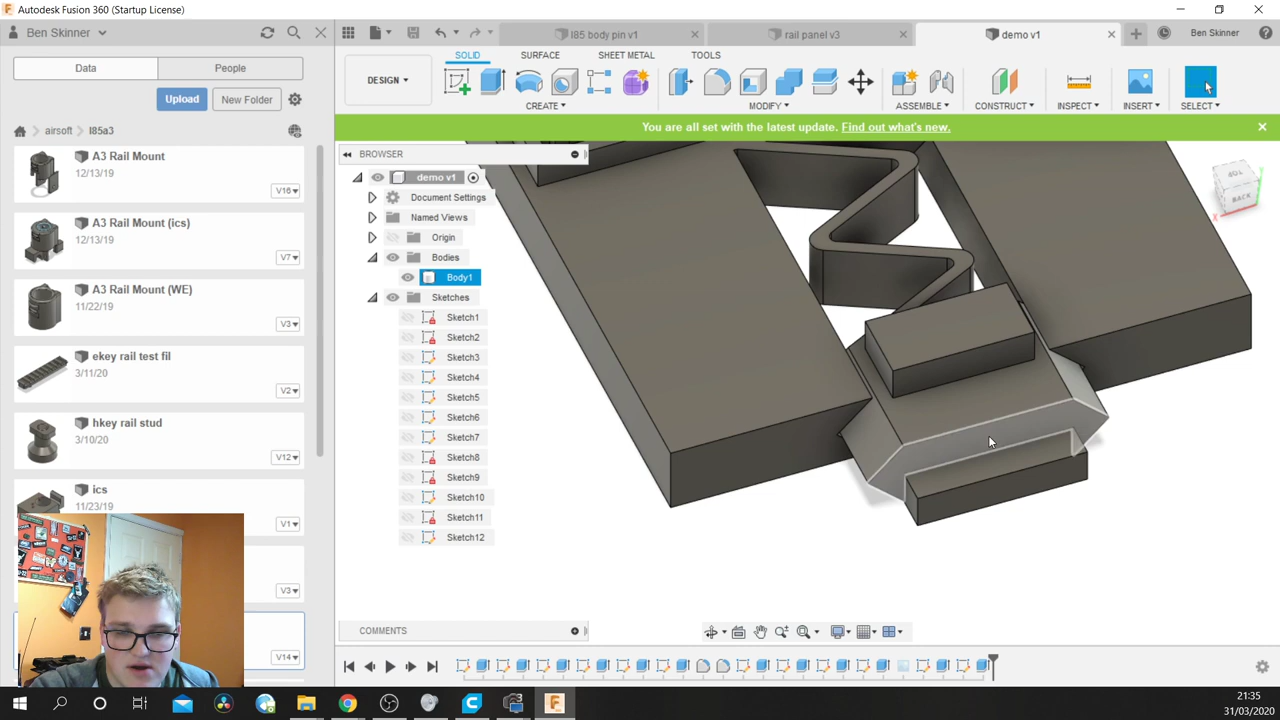 Autodesk Fusion 360 (Startup License)
Ben Skinner
l85 body pin v1
rail panel v3
demo v1
Ben Skinner
Data
People
SOLID
SURFACE
SHEET METAL
TOOLS
DESIGN
Upload
New Folder
CREATE
MODIFY
ASSEMBLE
CONSTRUCT
INSPECT
INSERT
SELECT
airsoft
l85a3
You are all set with the latest update. Find out what's new.
BROWSER
A3 Rail Mount
12/13/19
V16
demo v1
Document Settings
Named Views
Origin
Bodies
Body1
Sketches
Sketch1
Sketch2
Sketch3
Sketch4
Sketch5
Sketch6
Sketch7
Sketch8
Sketch9
Sketch10
Sketch11
Sketch12
A3 Rail Mount (ics)
12/13/19
V7
A3 Rail Mount (WE)
11/22/19
V3
ekey rail test fil
3/11/20
V2
hkey rail stud
3/10/20
V12
ics
11/23/19
V1
V3
V14
TOP
BACK
X
COMMENTS
21:35
31/03/2020